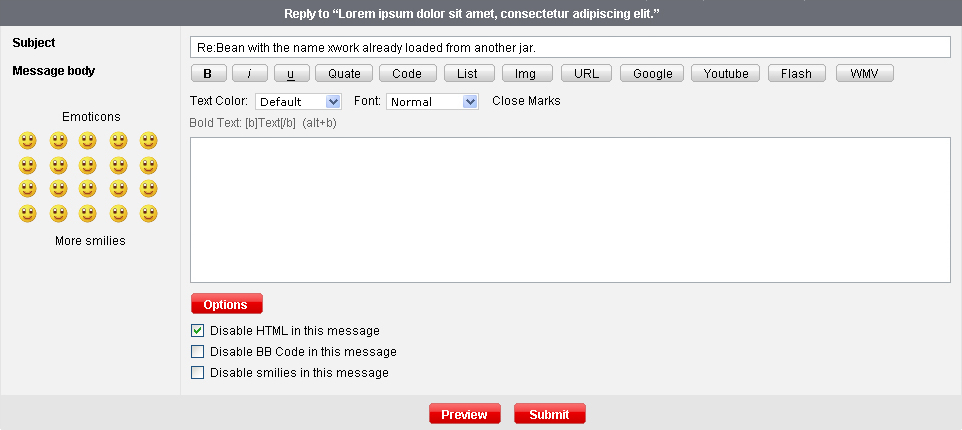 Reply to “Lorem ipsum dolor sit amet, consectetur adipiscing elit.”
Subject
Re:Bean with the name xwork already loaded from another jar.
Message body
B i u Quate Code List Img URL Google Youtube Flash WMV
Text Color: Default Font: Normal Close Marks
Emoticons
Bold Text: [b]Text[/b] (alt+b)
More smilies
Options
Disable HTML in this message
Disable BB Code in this message
Disable smilies in this message
Preview Submit